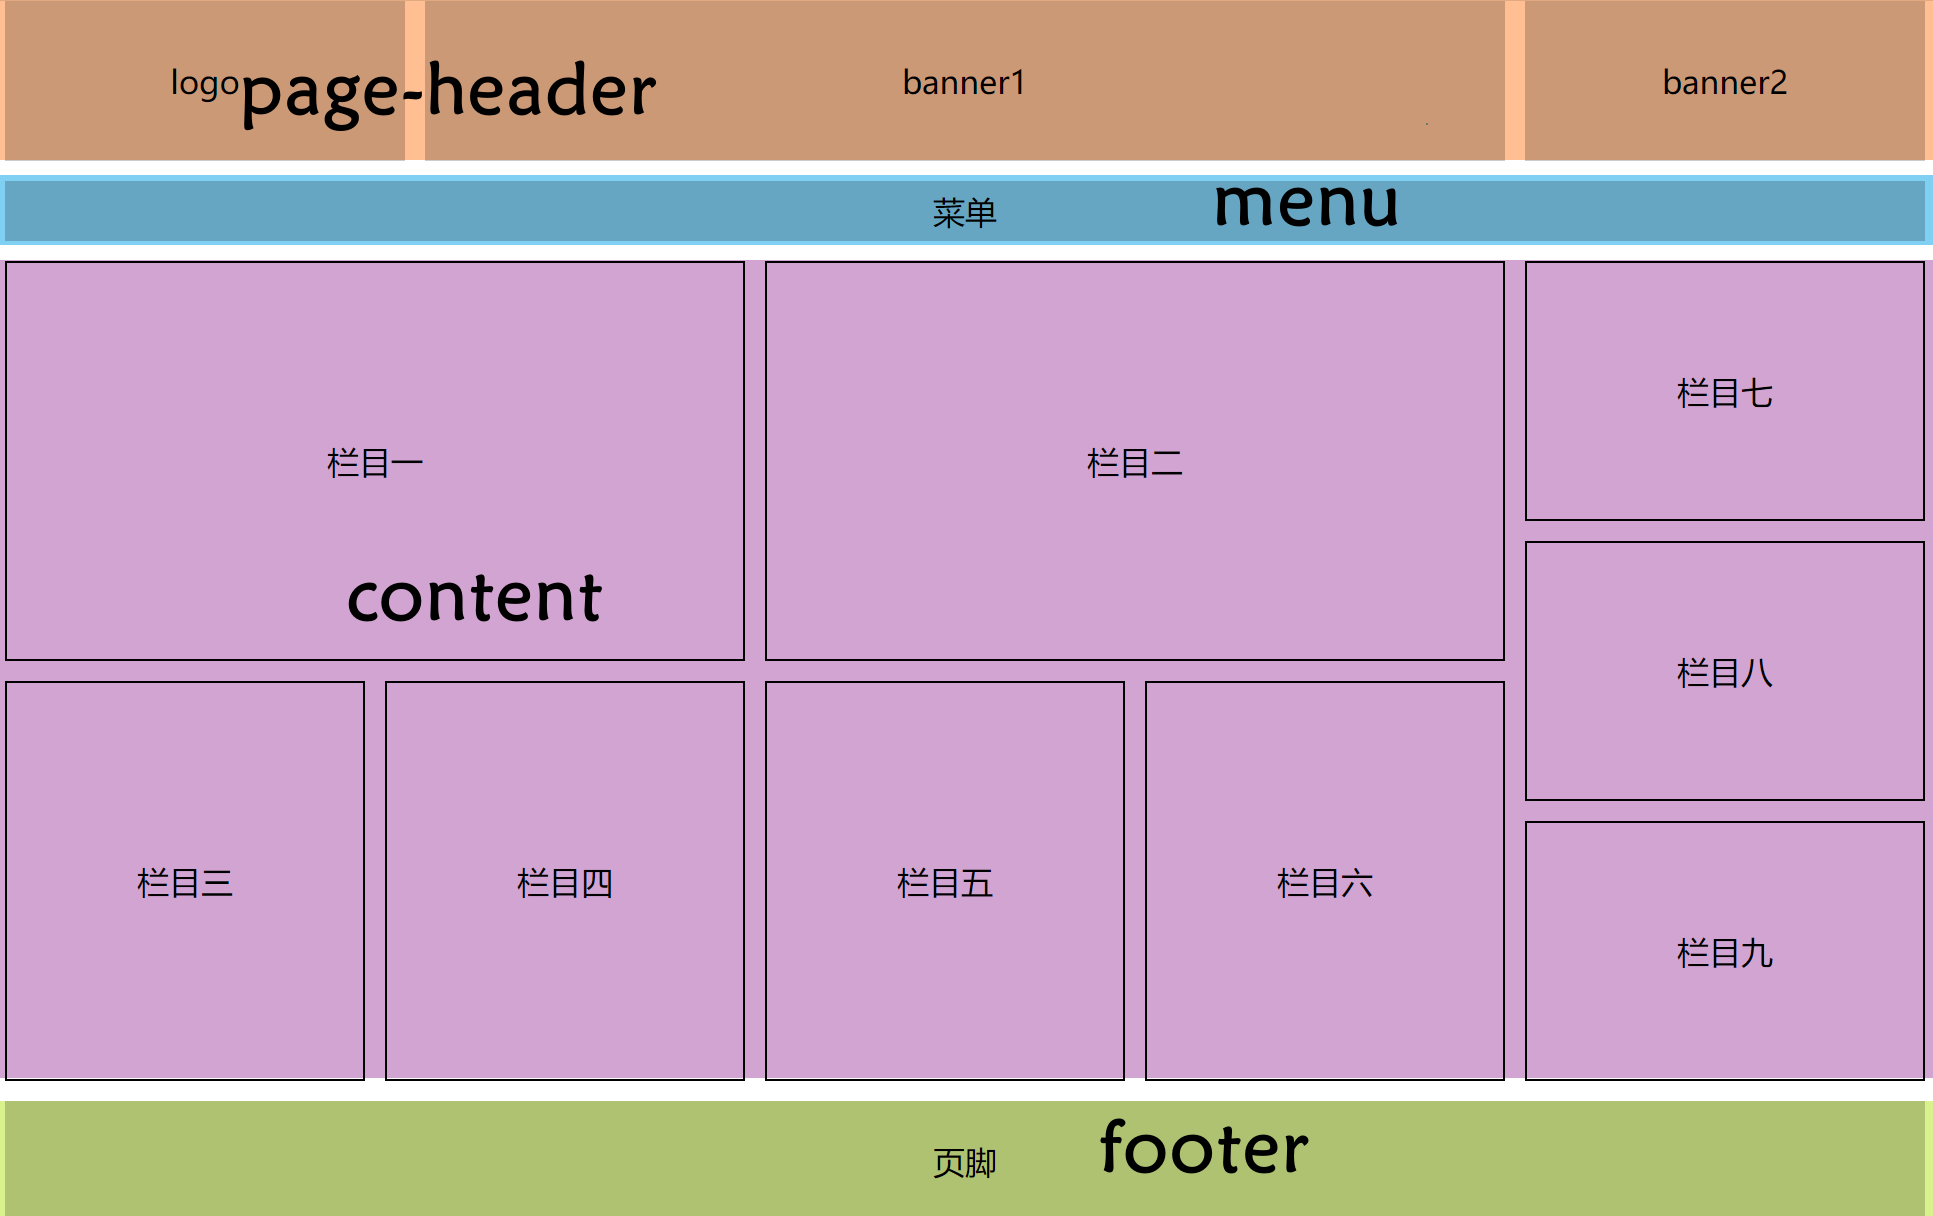 logo
page-header
banner1
banner2
菜单
menu
栏目一
栏目二
栏目七
content
栏目八
栏目三
栏目四
栏目五
栏目六
栏目九
页脚
footer